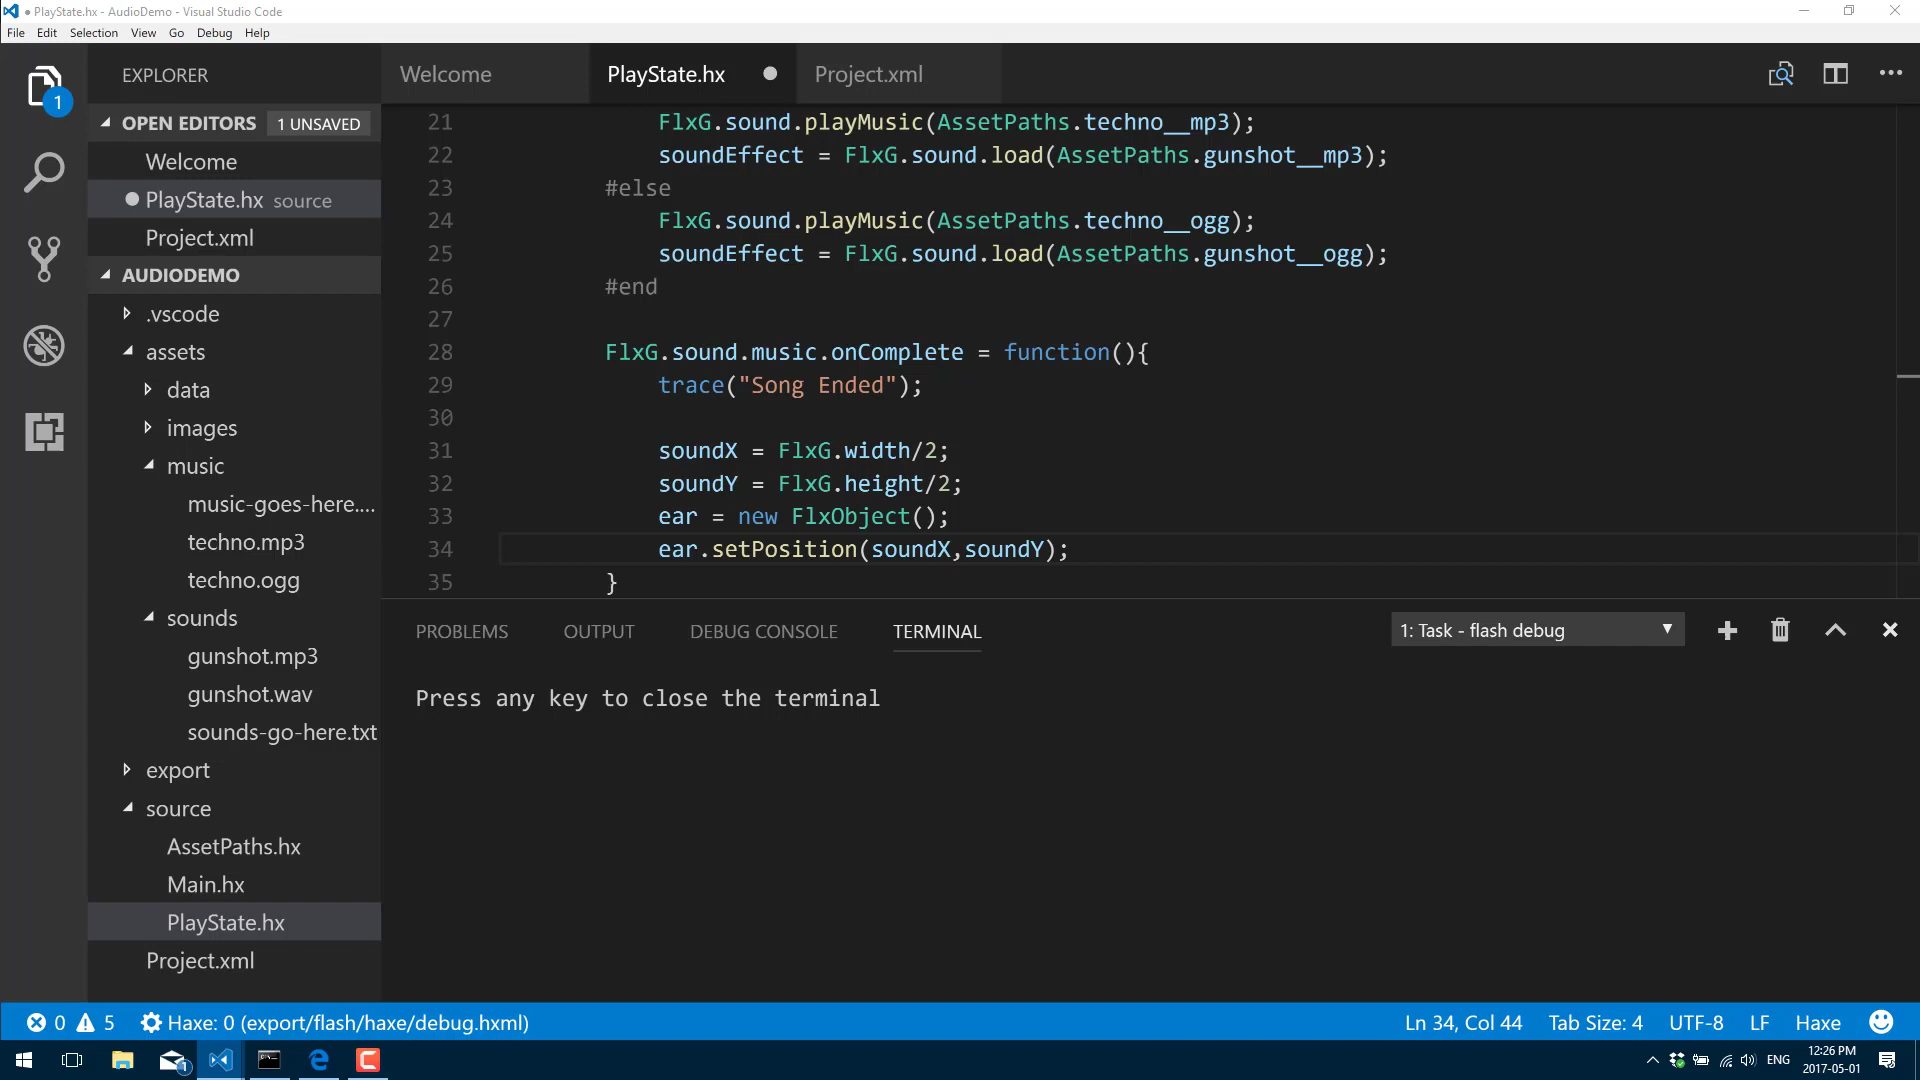 ● PlayState.hx - AudioDemo - Visual Studio Code
File Edit Selection View Go Debug Help
1
EXPLORER
OPEN EDITORS 1 UNSAVED
Welcome
PlayState.hx source
Project.xml
AUDIODEMO
.vscode
assets
data
images
music
music-goes-here....
techno.mp3
techno.ogg
sounds
gunshot.mp3
gunshot.wav
sounds-go-here.txt
export
source
AssetPaths.hx
Main.hx
PlayState.hx
Project.xml
Welcome PlayState.hx Project.xml
21 FlxG.sound.playMusic(AssetPaths.techno__mp3);
22 soundEffect = FlxG.sound.load(AssetPaths.gunshot__mp3);
23 #else
24 FlxG.sound.playMusic(AssetPaths.techno__ogg);
25 soundEffect = FlxG.sound.load(AssetPaths.gunshot__ogg);
26 #end
27
28 FlxG.sound.music.onComplete = function(){
29 trace("Song Ended");
30
31 soundX = FlxG.width/2;
32 soundY = FlxG.height/2;
33 ear = new FlxObject();
34 ear.setPosition(soundX,soundY);
35 }
PROBLEMS OUTPUT DEBUG CONSOLE TERMINAL 1: Task - flash debug
Press any key to close the terminal
0 5 Haxe: 0 (export/flash/haxe/debug.hxml) Ln 34, Col 44 Tab Size: 4 UTF-8 LF Haxe
1 ENG 12:26 PM
2017-05-01